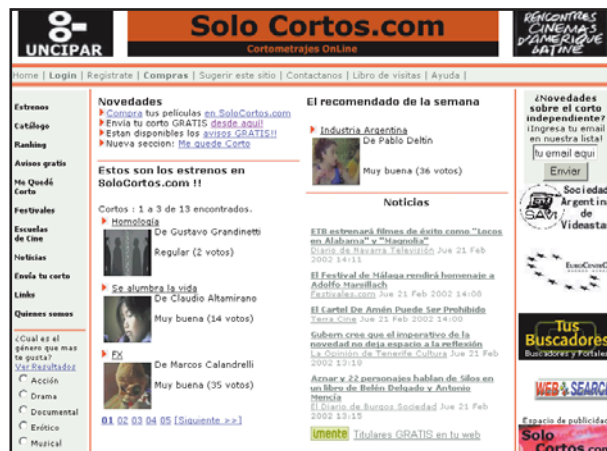 8-
UNCIPAR
Solo Cortos.com
Cortometrajes OnLine
RENCONTRES
CINEMAS
D'AMERIQUE
LATINE
Home | Login | Registrate | Compras | Sugerir este sitio | Contactanos | Libro de visitas | Ayuda |
Estrenos
Catálogo
Ranking
Avisos gratis
Me Quedé
Corto
Festivales
Escuelas
de Cine
Noticias
Envía tu corto
Links
Quienes somos
¿Cual es el
género que mas
te gusta?
Ver Resultados
Acción
Drama
Documental
Erótico
Musical
Novedades
Compra tus películas en SoloCortos.com
Envia tu corto GRATIS desde aqui!
Estan disponibles los avisos GRATIS!!
Nueva seccion: Me quede Corto
Estos son los estrenos en
SoloCortos.com !!
Cortos : 1 a 3 de 13 encontrados.
Homología
De Gustavo Grandinetti
Regular (2 votos)
Se alumbra la vida
De Claudio Altamirano
Muy buena (14 votos)
FX
De Marcos Calandrelli
Muy buena (35 votos)
01 02 03 04 05 [Siguiente >>]
El recomendado de la semana
Industria Argentina
De Pablo Deltin
Muy buena (36 votos)
Noticias
ETB estrenará filmes de éxito como "Locos
en Alabama" y "Magnolia"
Diario de Navarra Televisión Jue 21 Feb
2002 14:11
El Festival de Málaga rendirá homenaje a
Adolfo Marsillach
Festivales.com Jue 21 Feb 2002 14:08
El Cartel De Amén Puede Ser Prohibido
Terra Cine Jue 21 Feb 2002 14:00
Gubern cree que el imperativo de la
novedad no deja espacio a la reflexión
La Opinión de Tenerife Cultura Jue 21 Feb
2002 13:18
Aznar y 22 personajes hablan de Silos en
un libro de Belén Delgado y Antonio
Mencía
El Diario de Burgos Sociedad Jue 21 Feb
2002 13:15
umente Titulares GRATIS en tu web
¿Novedades
sobre el corto
independiente?
¡Ingresa tu email
en nuestra lista!
tu email aqui
Enviar
SAVI
Sociedad
Argentina
de
Videasta
Tus
Buscadores
Buscadores y Portales
WEB & SEARCH
Espacio de publicidad
Solo
Cortos.com